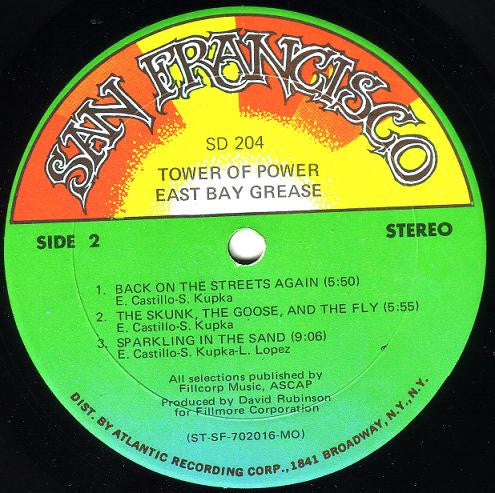 SAN FRANCISCO
SD 204
TOWER OF POWER
EAST BAY GREASE
SIDE 2
STEREO
1. BACK ON THE STREETS AGAIN (5:50)
E. Castillo-S. Kupka
2. THE SKUNK, THE GOOSE, AND THE FLY (5:55)
E. Castillo-S. Kupka
3. SPARKLING IN THE SAND (9:06)
E. Castillo-S. Kupka-L. Lopez
All selections published by
Fillcorp Music, ASCAP
Produced by David Rubinson
for Fillmore Corporation
(ST-SF-702016-MO)
DIST. BY ATLANTIC RECORDING CORP., 1841 BROADWAY, N.Y., N.Y.